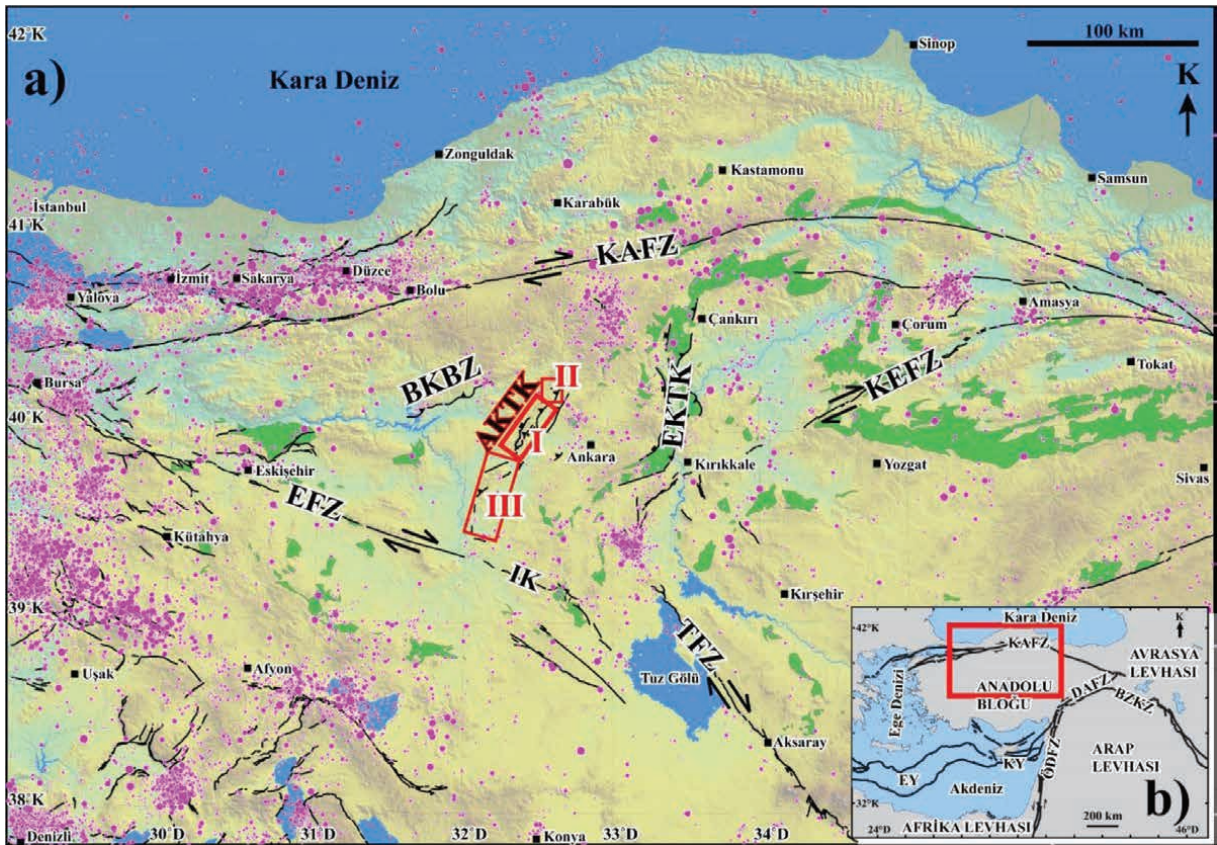 42°K
Sinop
100 km
a)
Kara Deniz
K
Zonguldak
Kastamonu
Samsun
İstanbul
Karabük
41°K
KAFZ
Düzce
İzmit
Sakarya
Yalova
Bolu
Amasya
Çankırı
Çorum
Tokat
BKBZ
II
KEFZ
Bursa
AKTK
EKTK
40°K
I
Ankara
Eskişehir
Kırıkkale
Yozgat
Sivas
EFZ
III
Kütahya
IK
Kırşehir
39°K
TFZ
Uşak
Afyon
Tuz Gölü
Aksaray
38°K
Denizli
30°D
31°D
32°D
Konya
33°D
34°D
42°K
Kara Deniz
K
KAFZ
AVRASYA
LEVHASI
Ege Denizi
ANADOLU
BLOĞU
DAFZ
BZKZ
ÖDFZ
ARAP
LEVHASI
EY
KY
Akdeniz
b)
32°K
24°D
AFRİKA LEVHASI
200 km
46°D